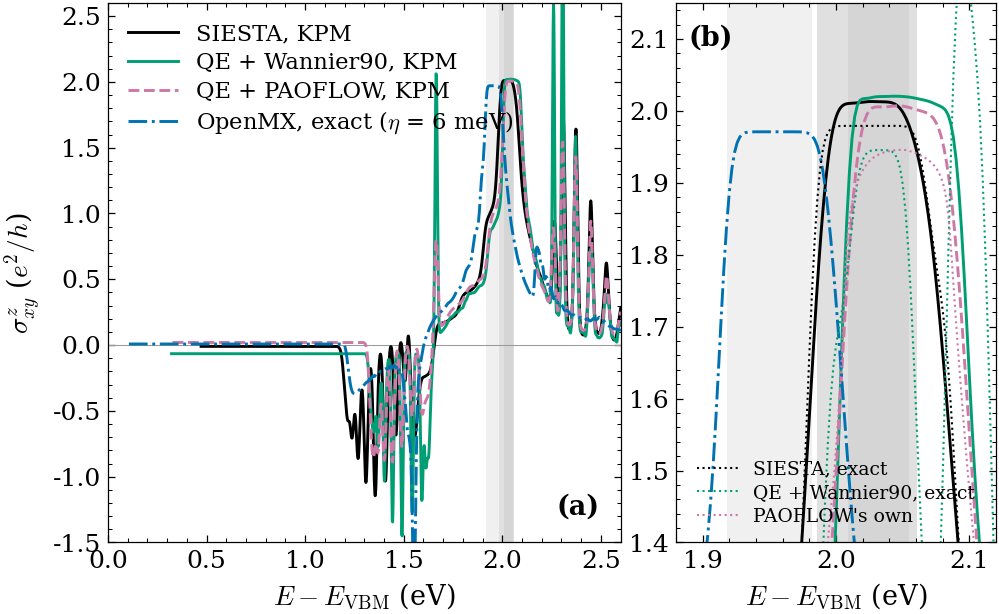 SIESTA, KPM
QE + Wannier90, KPM
QE + PAOFLOW, KPM
OpenMX, exact (η = 6 meV)
(a)
2.5
2.0
1.5
1.0
0.5
0.0
-0.5
-1.0
-1.5
0.0 0.5 1.0 1.5 2.0 2.5
σ^z_xy (e²/h)
E − E_VBM (eV)
(b)
2.1
2.0
1.9
1.8
1.7
1.6
1.5
1.4
SIESTA, exact
QE + Wannier90, exact
PAOFLOW's own
1.9 2.0 2.1
E − E_VBM (eV)